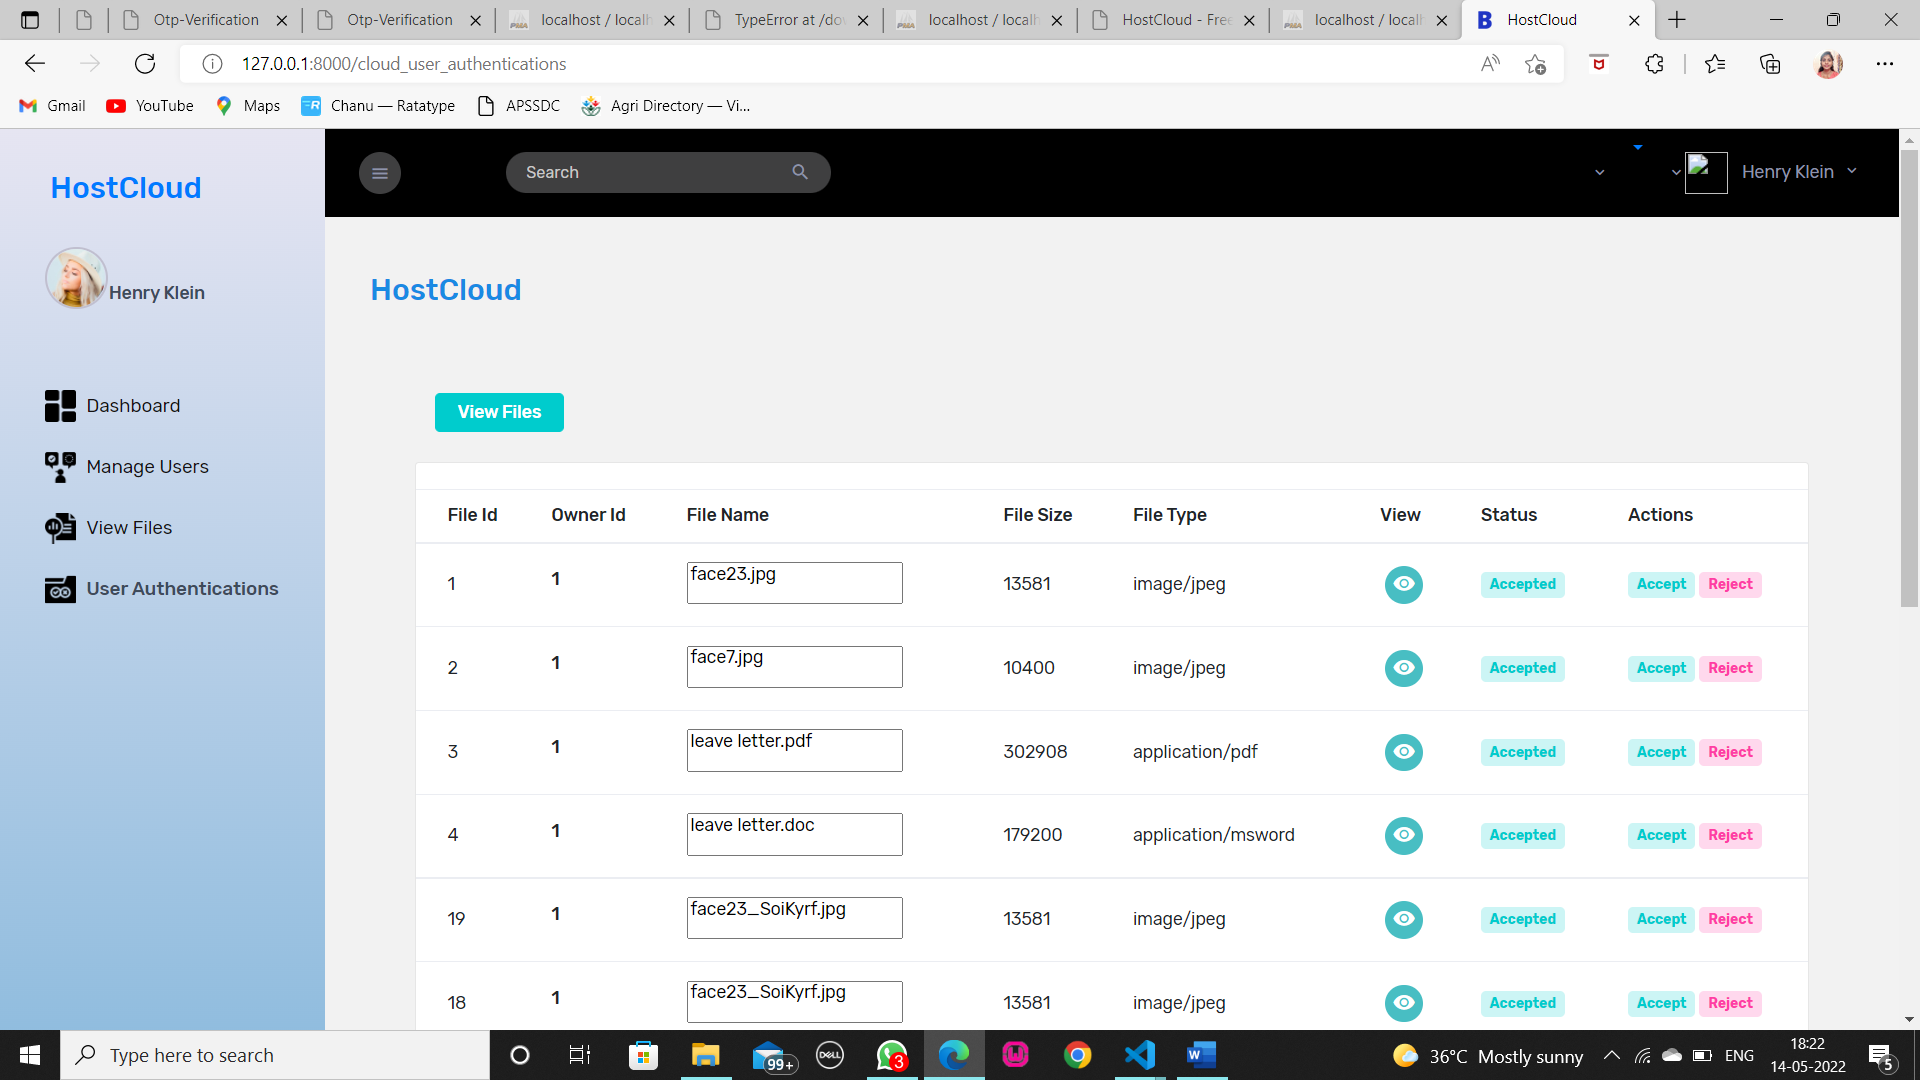 Otp-Verification
Otp-Verification
localhost / localh
TypeError at /do
localhost / localh
HostCloud - Free
localhost / localh
B HostCloud
127.0.0.1:8000/cloud_user_authentications
Gmail
YouTube
Maps
Chanu — Ratatype
APSSDC
Agri Directory — Vi...
HostCloud
Search
Henry Klein
Henry Klein
HostCloud
Dashboard
Manage Users
View Files
User Authentications
View Files
File Id Owner Id File Name File Size File Type View Status Actions
1 1 face23.jpg 13581 image/jpeg Accepted Accept Reject
2 1 face7.jpg 10400 image/jpeg Accepted Accept Reject
3 1 leave letter.pdf 302908 application/pdf Accepted Accept Reject
4 1 leave letter.doc 179200 application/msword Accepted Accept Reject
19 1 face23_SoiKyrf.jpg 13581 image/jpeg Accepted Accept Reject
18 1 face23_SoiKyrf.jpg 13581 image/jpeg Accepted Accept Reject
Type here to search
99+
DELL
3
36°C Mostly sunny
ENG
18:22
14-05-2022
5